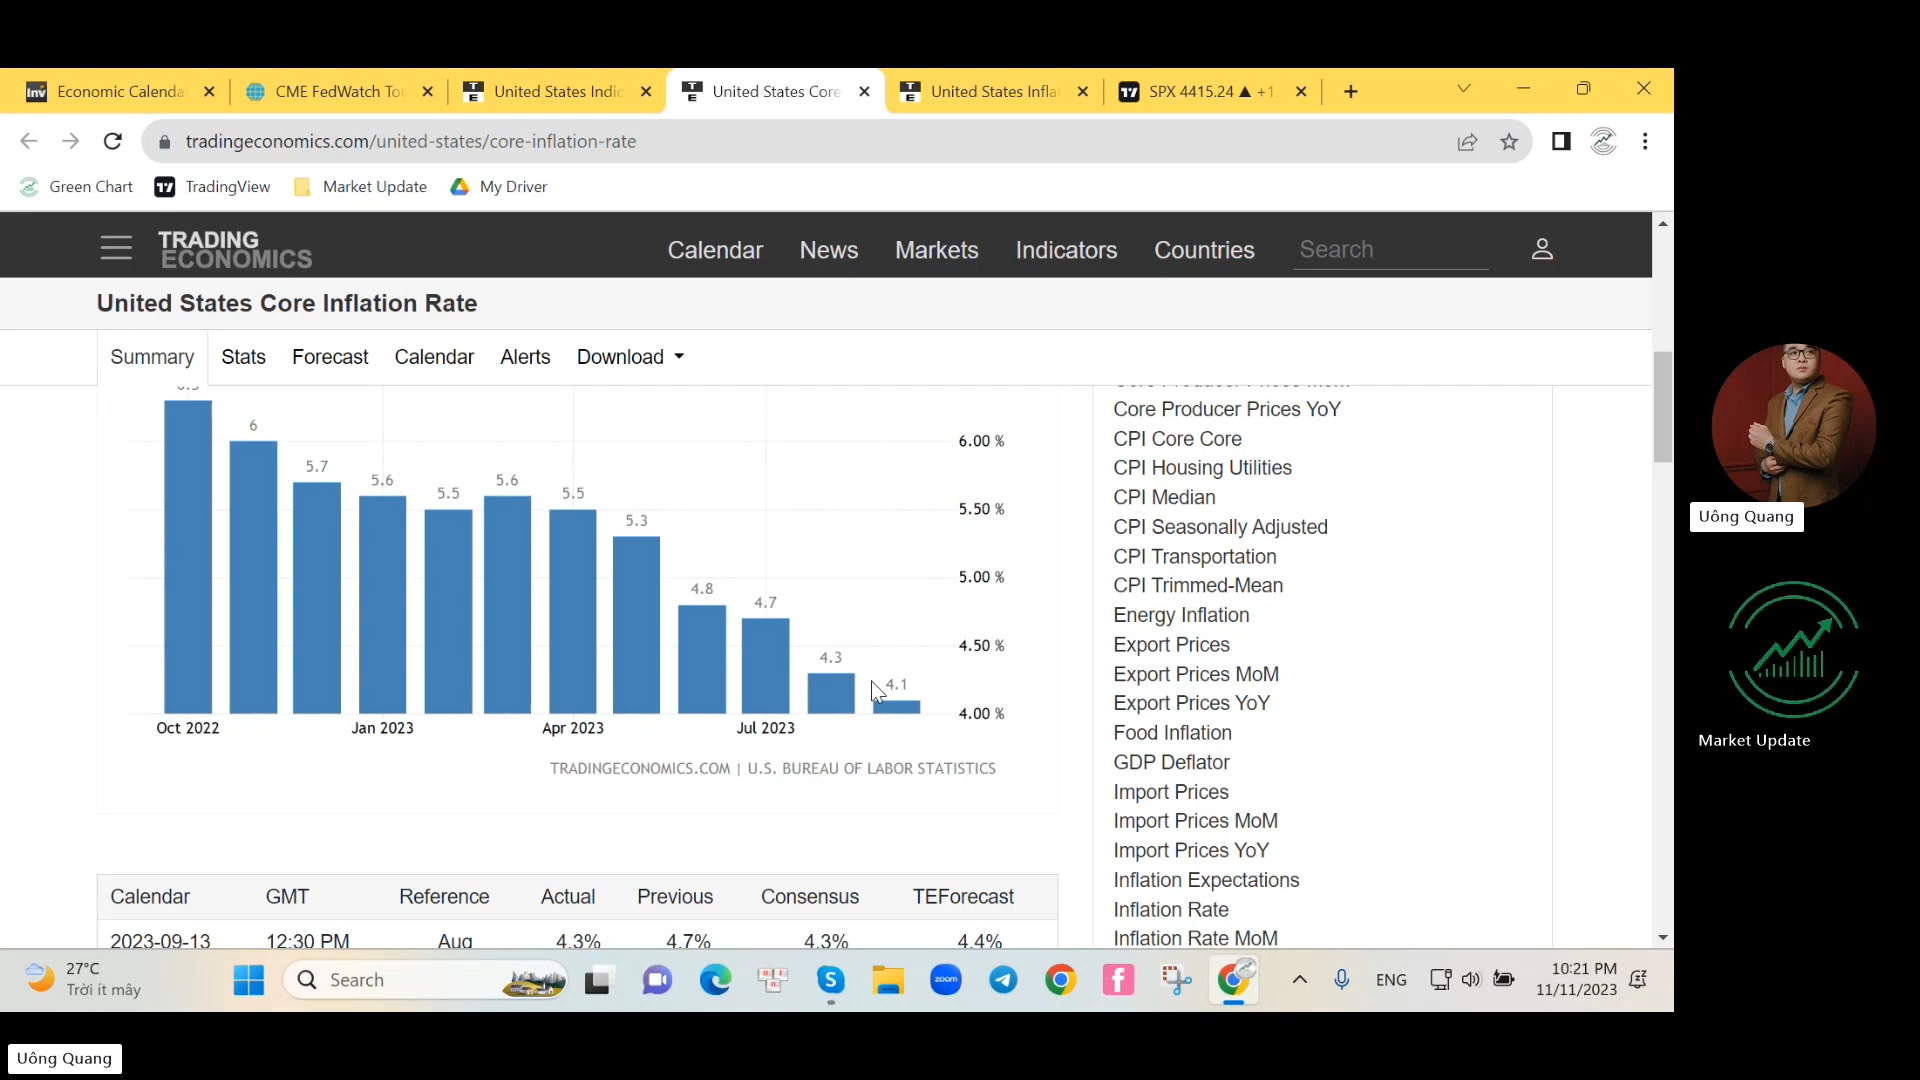 Economic Calenda
CME FedWatch To
United States Indic
United States Core
United States Infla
SPX 4415.24 ▲ +1.
tradingeconomics.com/united-states/core-inflation-rate
Green Chart
TradingView
Market Update
My Driver
TRADING
ECONOMICS
Calendar
News
Markets
Indicators
Countries
Search
United States Core Inflation Rate
Summary
Stats
Forecast
Calendar
Alerts
Download
Core Producer Prices YoY
CPI Core Core
CPI Housing Utilities
CPI Median
CPI Seasonally Adjusted
CPI Transportation
CPI Trimmed-Mean
Energy Inflation
Export Prices
Export Prices MoM
Export Prices YoY
Food Inflation
GDP Deflator
Import Prices
Import Prices MoM
Import Prices YoY
Inflation Expectations
Inflation Rate
Inflation Rate MoM
6
5.7
5.6
5.5
5.6
5.5
5.3
4.8
4.7
4.3
4.1
6.00 %
5.50 %
5.00 %
4.50 %
4.00 %
Oct 2022
Jan 2023
Apr 2023
Jul 2023
TRADINGECONOMICS.COM | U.S. BUREAU OF LABOR STATISTICS
Calendar GMT Reference Actual Previous Consensus TEForecast
2023-09-13 12:30 PM Aug 4.3% 4.7% 4.3% 4.4%
27°C
Trời ít mây
Search
zoom
ENG
10:21 PM
11/11/2023
Uông Quang
Market Update
Uông Quang